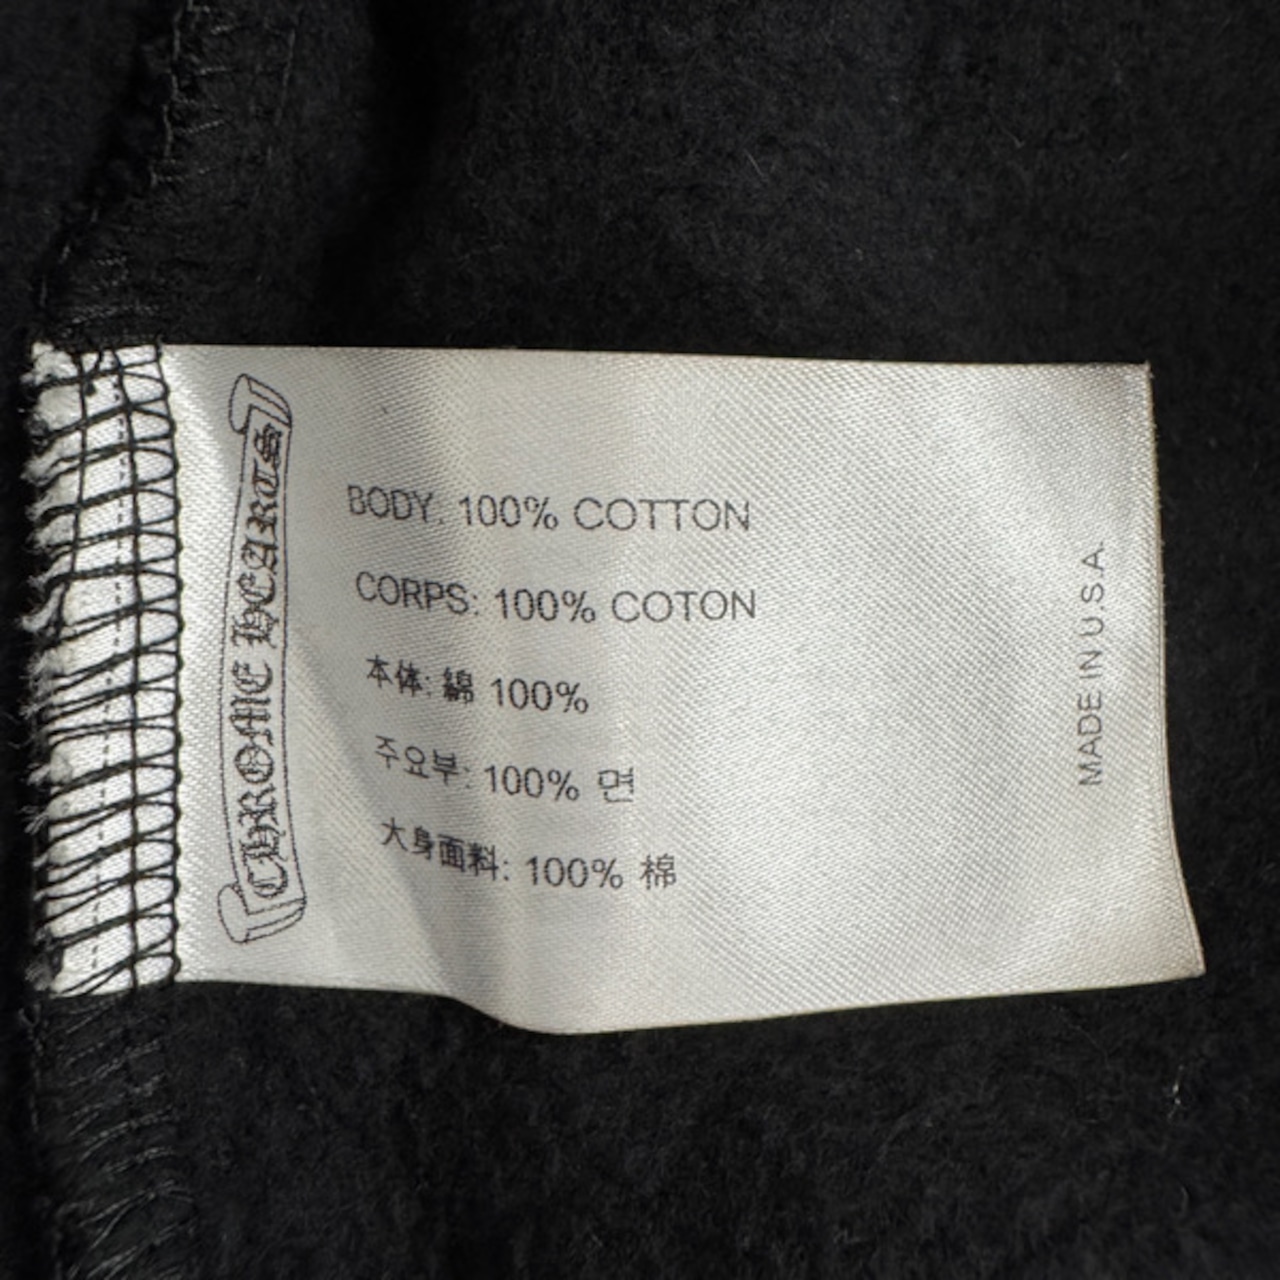 CHROME HEARTS
BODY: 100% COTTON
CORPS: 100% COTON
本体: 綿 100%
주요부: 100% 면
大身面料: 100% 棉
MADE IN U.S.A.